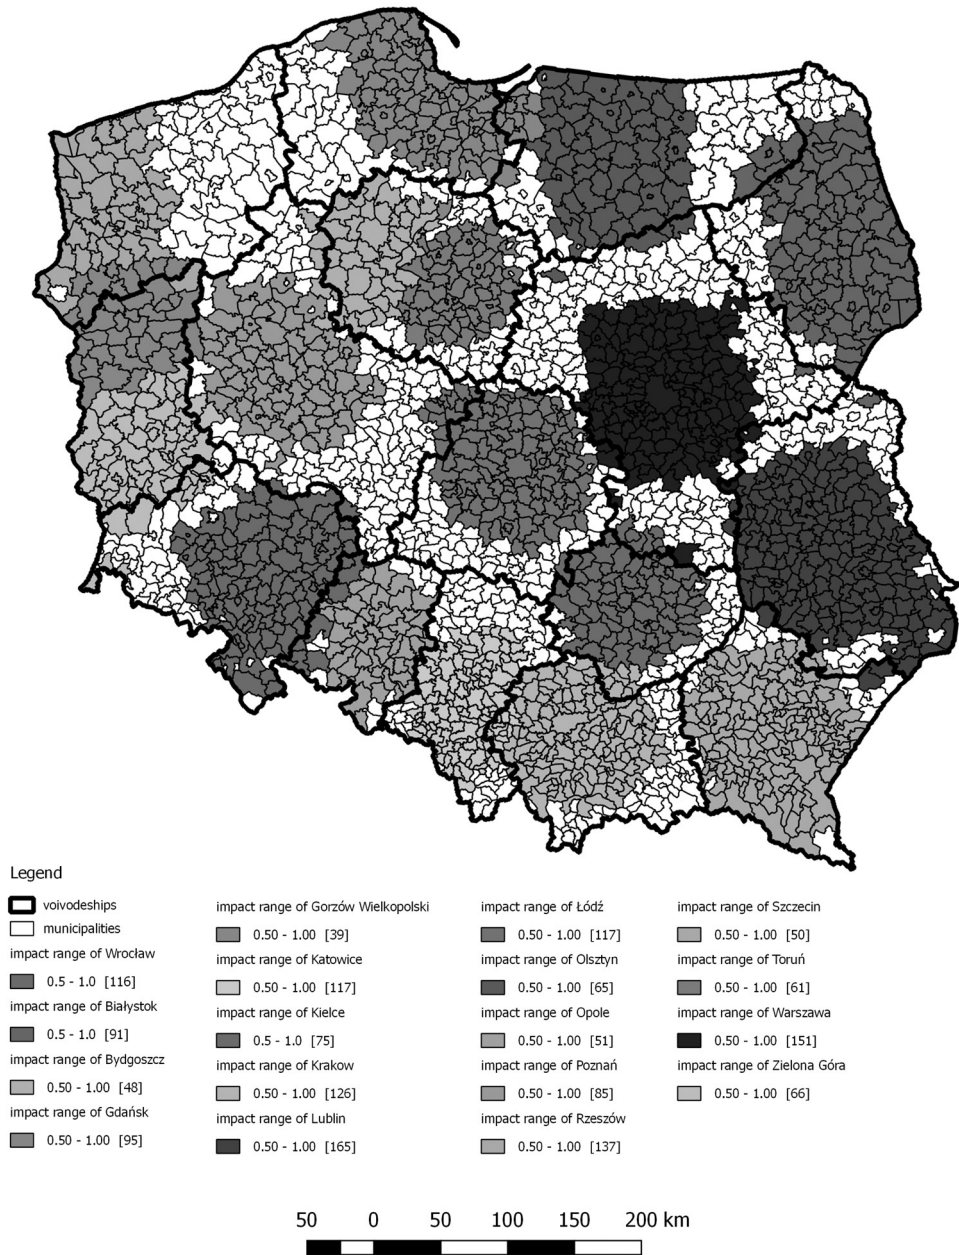 Legend
voivodeships
municipalities
impact range of Wrocław
0.5 - 1.0 [116]
impact range of Białystok
0.5 - 1.0 [91]
impact range of Bydgoszcz
0.50 - 1.00 [48]
impact range of Gdańsk
0.50 - 1.00 [95]
impact range of Gorzów Wielkopolski
0.50 - 1.00 [39]
impact range of Katowice
0.50 - 1.00 [117]
impact range of Kielce
0.5 - 1.0 [75]
impact range of Krakow
0.50 - 1.00 [126]
impact range of Lublin
0.50 - 1.00 [165]
impact range of Łódź
0.50 - 1.00 [117]
impact range of Olsztyn
0.50 - 1.00 [65]
impact range of Opole
0.50 - 1.00 [51]
impact range of Poznań
0.50 - 1.00 [85]
impact range of Rzeszów
0.50 - 1.00 [137]
impact range of Szczecin
0.50 - 1.00 [50]
impact range of Toruń
0.50 - 1.00 [61]
impact range of Warszawa
0.50 - 1.00 [151]
impact range of Zielona Góra
0.50 - 1.00 [66]
50 0 50 100 150 200 km